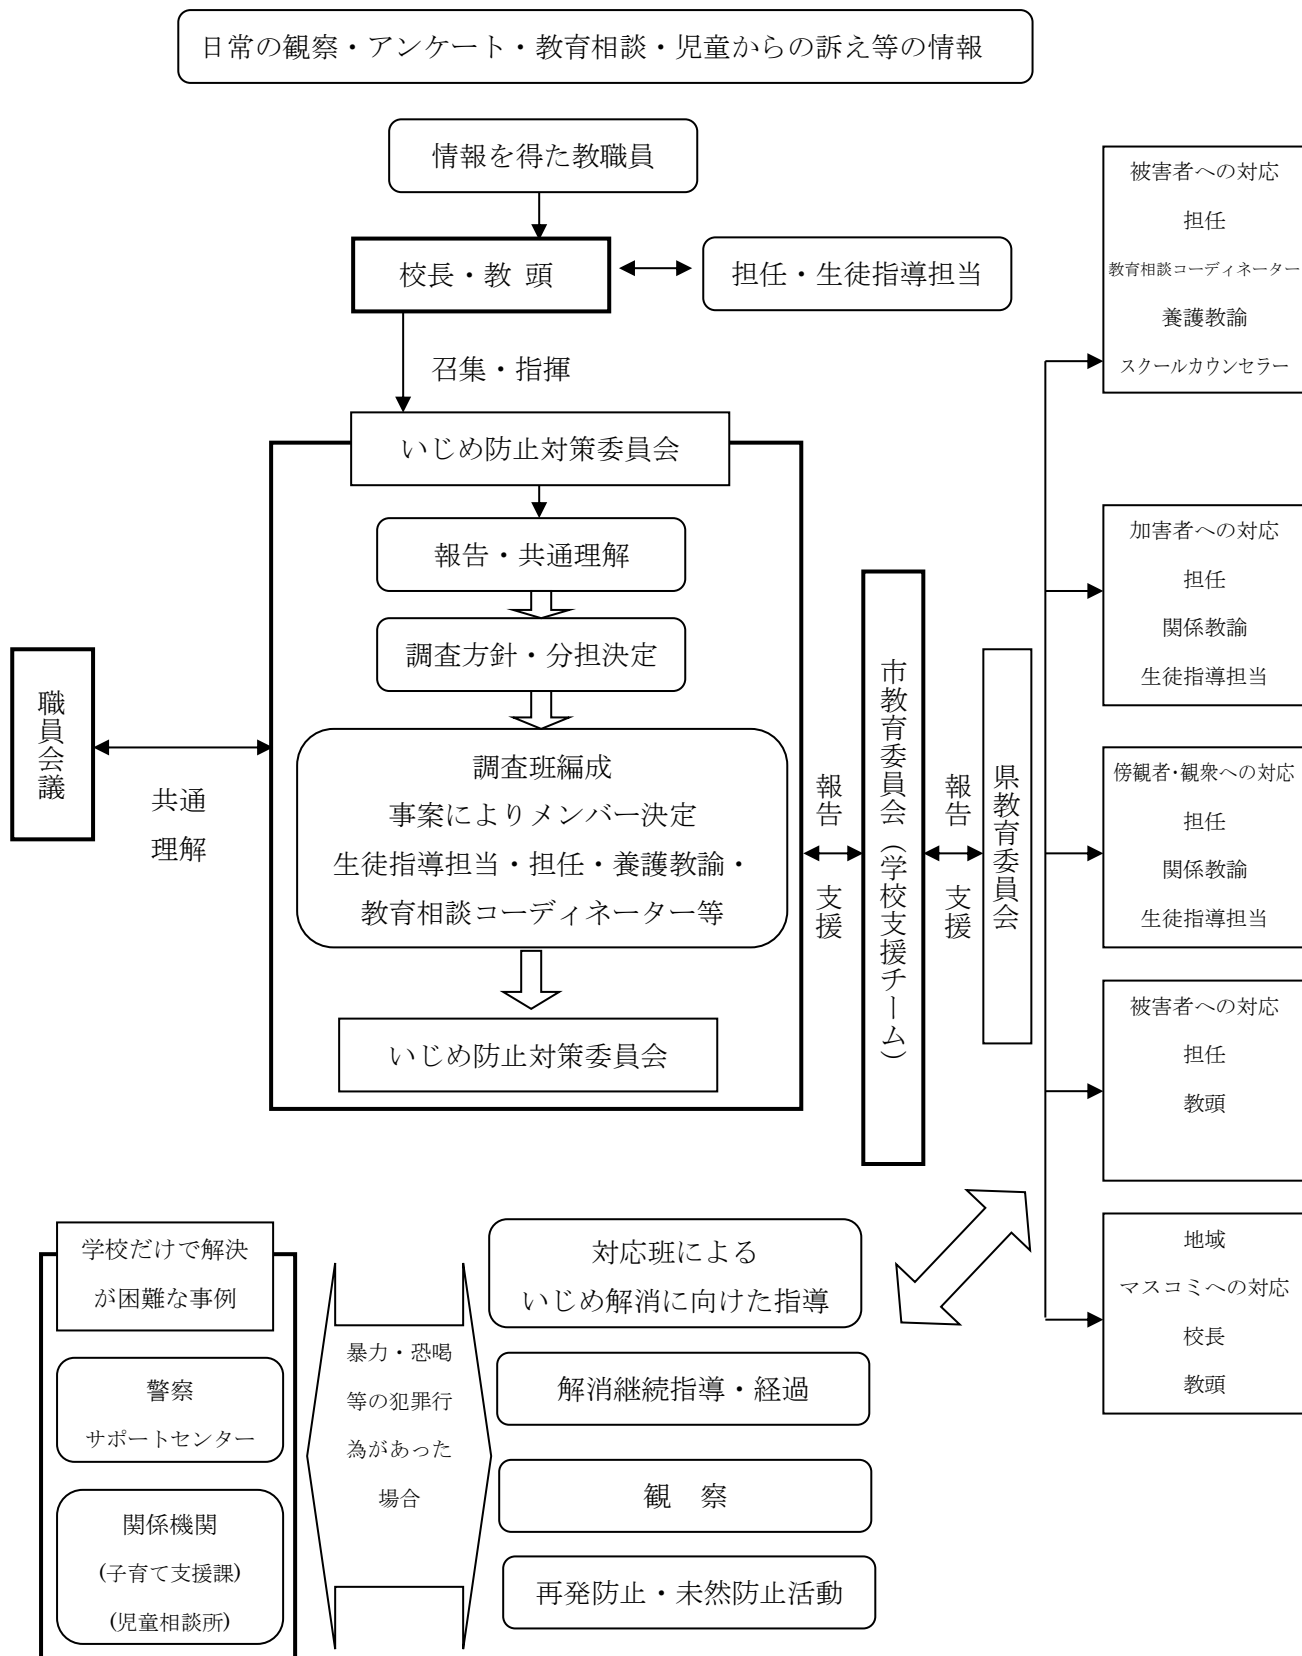 日常の観察・アンケート・教育相談・児童からの訴え等の情報
情報を得た教職員
校長・教 頭
担任・生徒指導担当
召集・指揮
いじめ防止対策委員会
報告・共通理解
調査方針・分担決定
調査班編成
事案によりメンバー決定
生徒指導担当・担任・養護教諭・
教育相談コーディネーター等
いじめ防止対策委員会
職員会議
共通
理解
報告
支援
市教育委員会（学校支援チーム）
報告
支援
県教育委員会
被害者への対応
担任
教育相談コーディネーター
養護教諭
スクールカウンセラー
加害者への対応
担任
関係教諭
生徒指導担当
傍観者・観衆への対応
担任
関係教諭
生徒指導担当
被害者への対応
担任
教頭
地域
マスコミへの対応
校長
教頭
学校だけで解決
が困難な事例
警察
サポートセンター
関係機関
(子育て支援課)
(児童相談所)
暴力・恐喝
等の犯罪行
為があった
場合
対応班による
いじめ解消に向けた指導
解消継続指導・経過
観　察
再発防止・未然防止活動